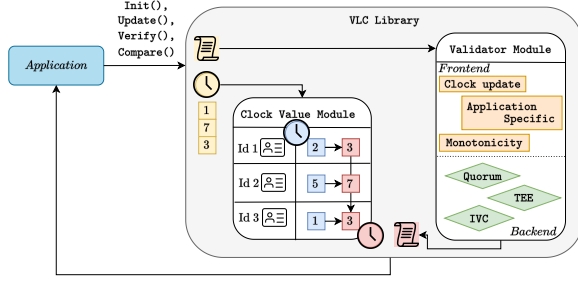 Init(),
Update(),
Verify(),
Compare()
Application
VLC Library
1
7
3
Clock Value Module
Id 1
2
3
Id 2
5
7
Id 3
1
3
Validator Module
Frontend
Clock update
Application
Specific
Monotonicity
Quorum
TEE
IVC
Backend